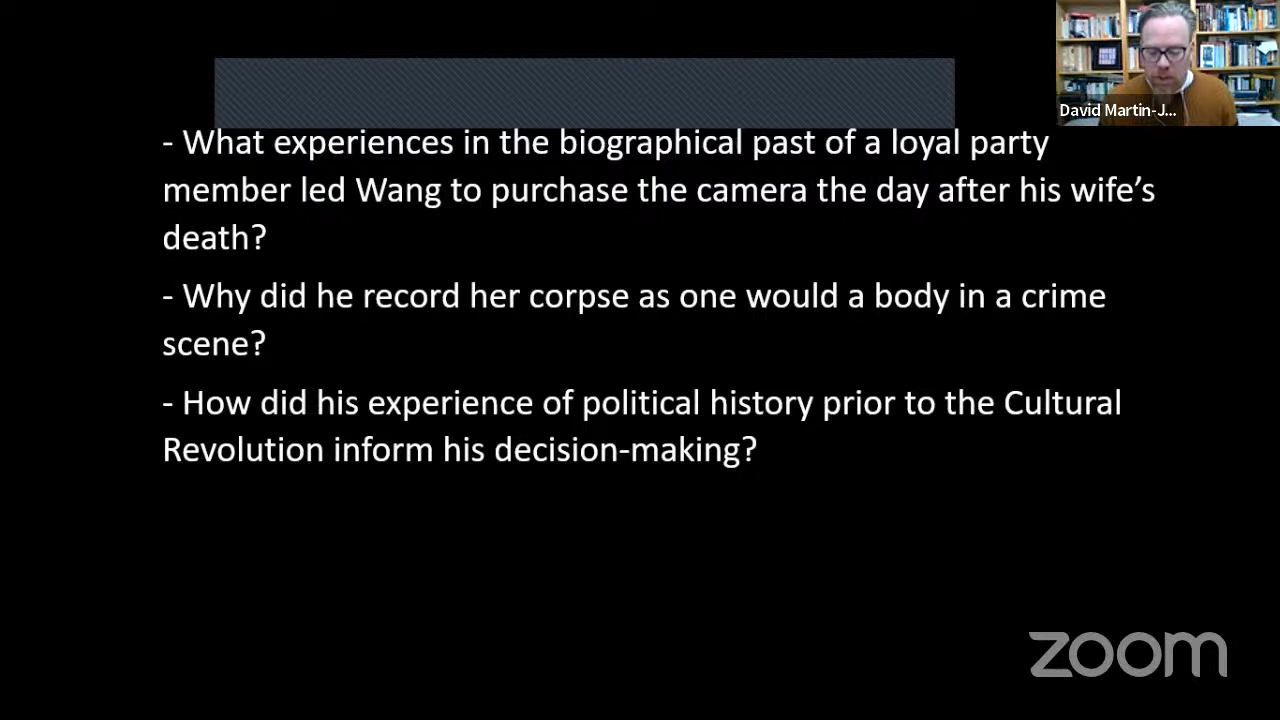 David Martin-J...
- What experiences in the biographical past of a loyal party
member led Wang to purchase the camera the day after his wife’s
death?
- Why did he record her corpse as one would a body in a crime
scene?
- How did his experience of political history prior to the Cultural
Revolution inform his decision-making?
zoom